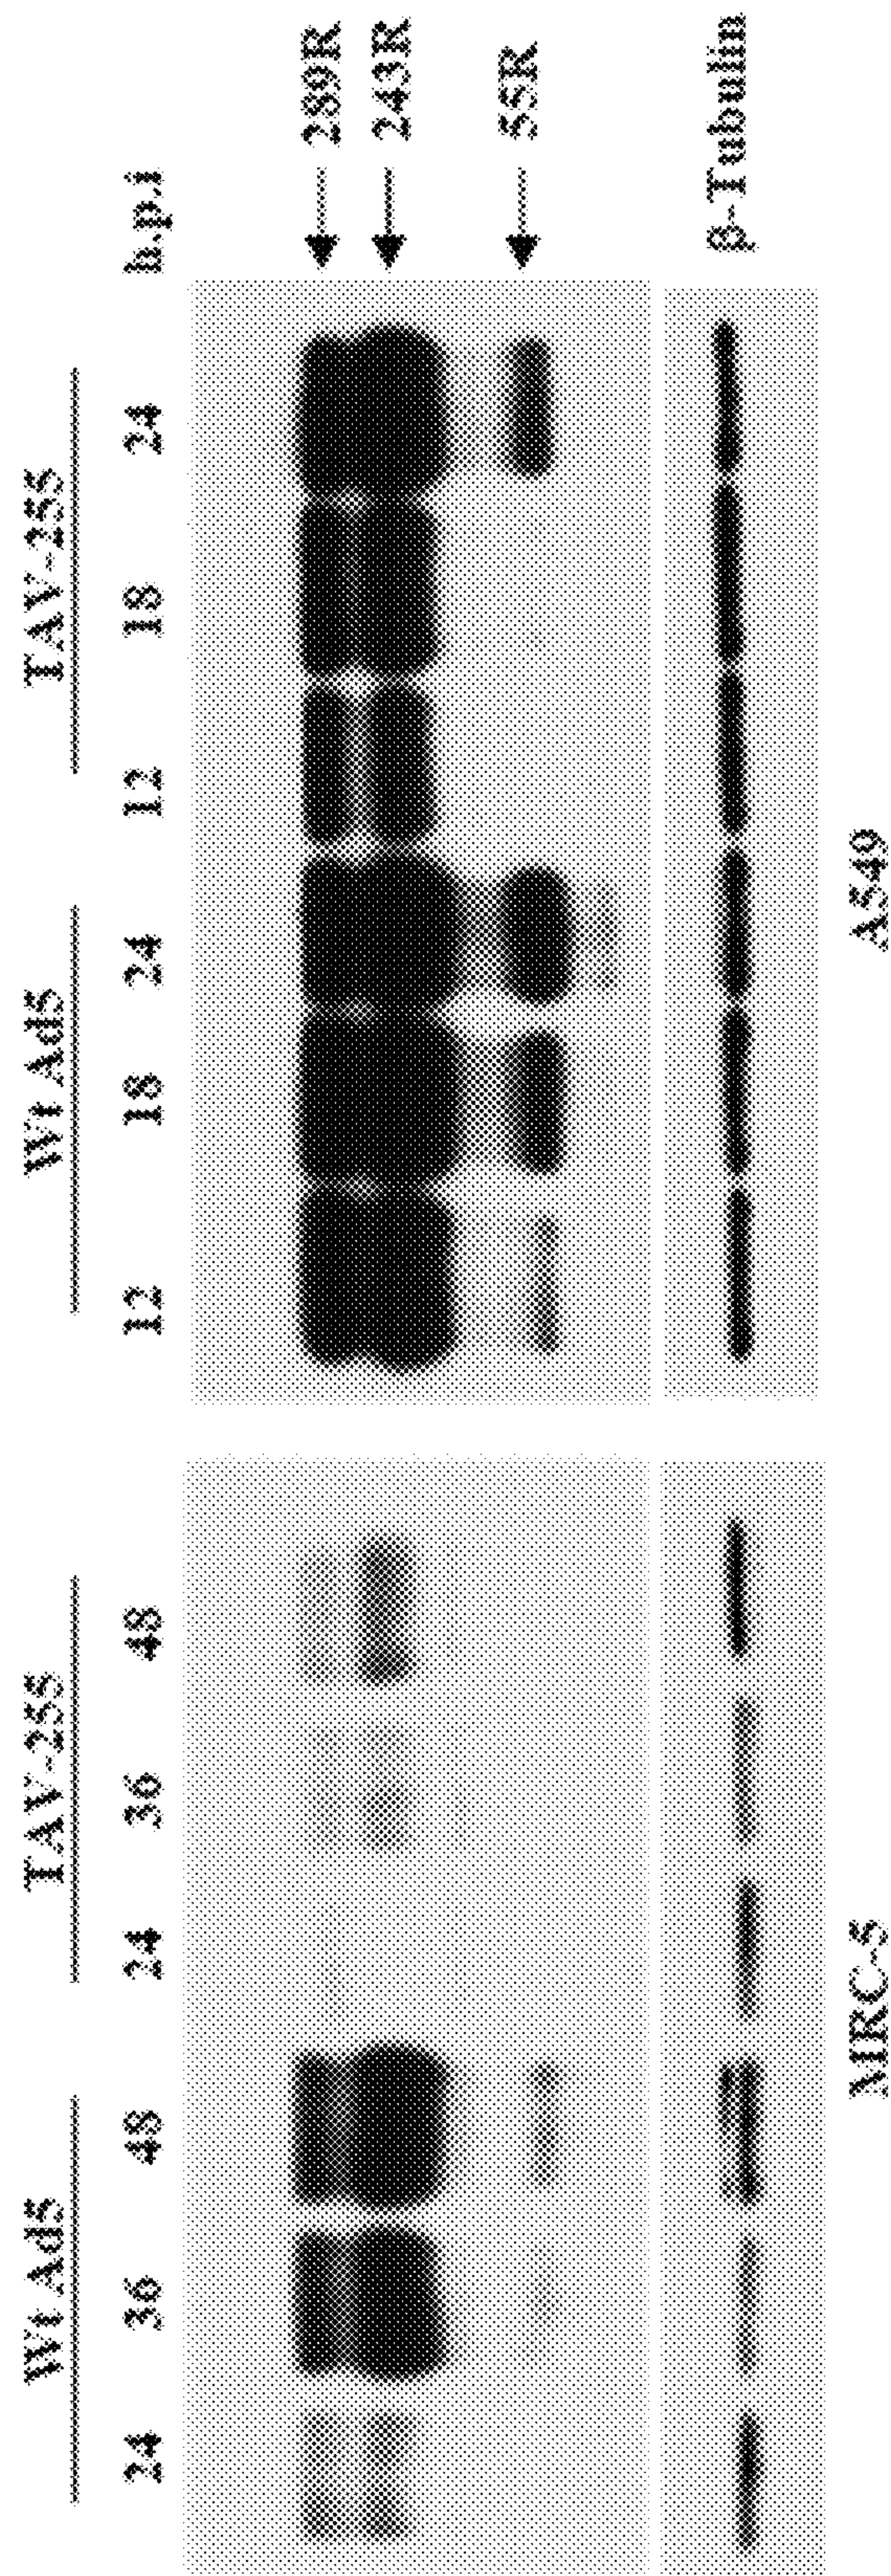 Wt Ad5 TAV-255 Wt Ad5 TAV-255
24 36 48 24 36 48 12 18 24 12 18 24 h.p.i
289R
243R
55R
β-Tubulin
MRC-5 A549